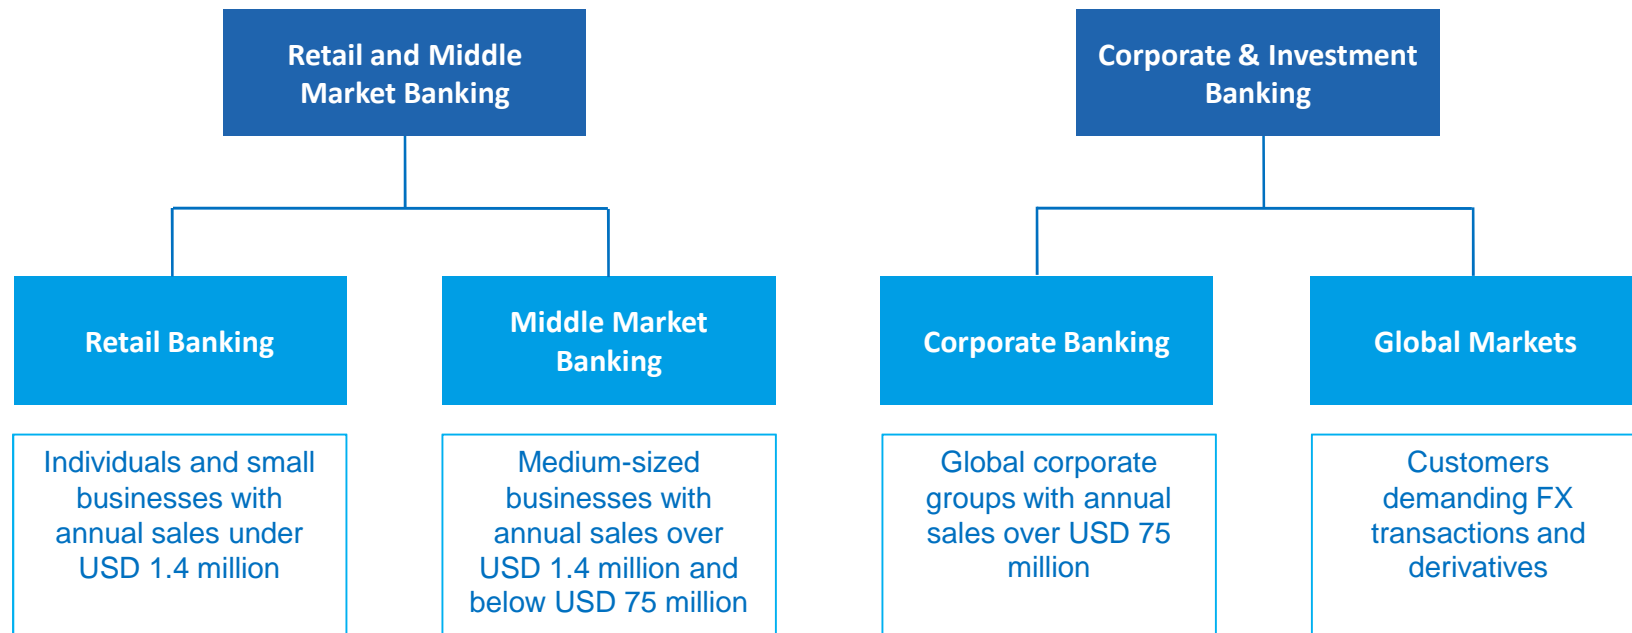 Retail and Middle
Market Banking
Corporate & Investment
Banking
Retail Banking
Middle Market
Banking
Corporate Banking
Global Markets
Individuals and small
businesses with
annual sales under
USD 1.4 million
Medium-sized
businesses with
annual sales over
USD 1.4 million and
below USD 75 million
Global corporate
groups with annual
sales over USD 75
million
Customers
demanding FX
transactions and
derivatives